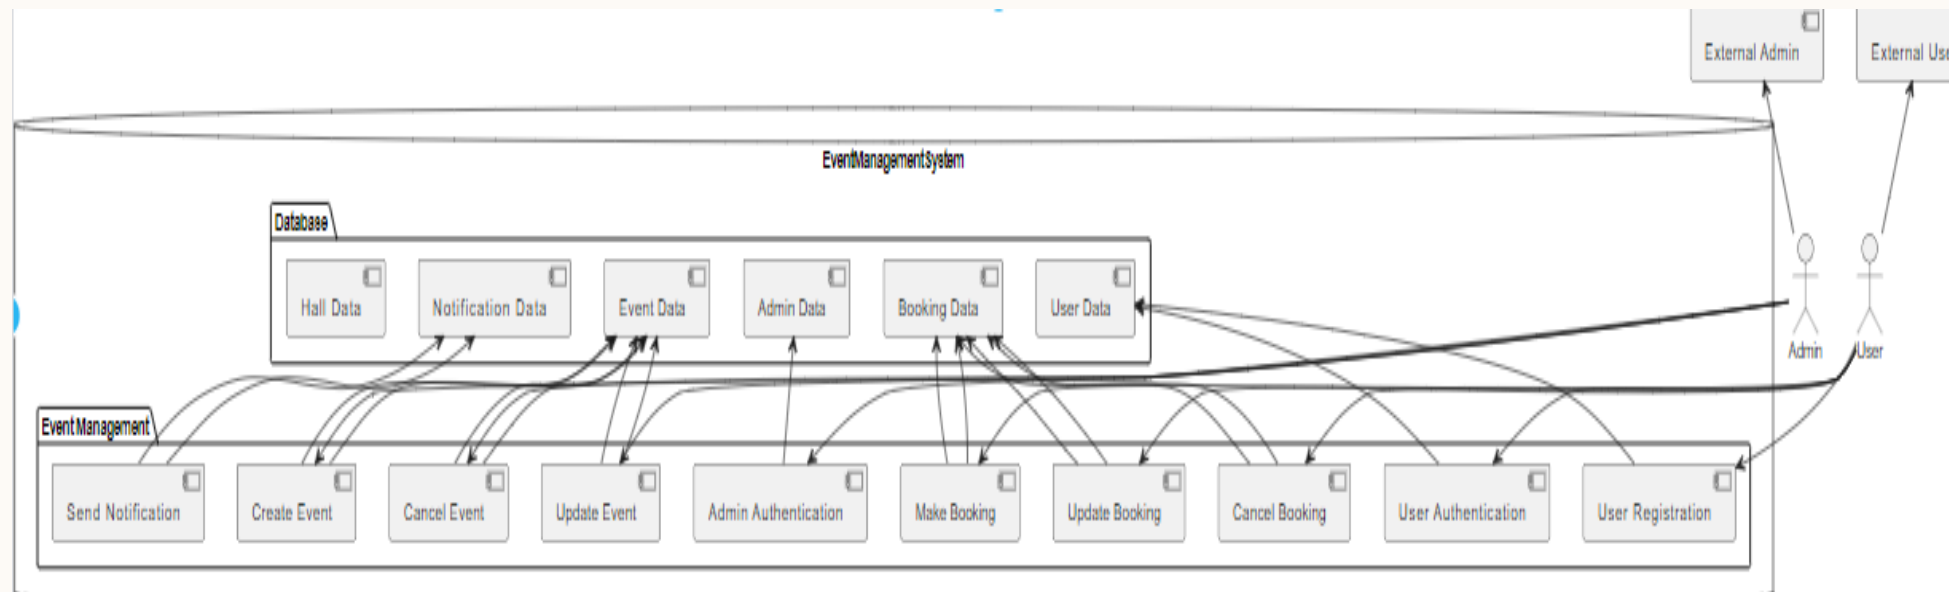 External Admin
External Use
EventManagementSystem
Database
Hall Data
Notification Data
Event Data
Admin Data
Booking Data
User Data
Admin
User
Event Management
Send Notification
Create Event
Cancel Event
Update Event
Admin Authentication
Make Booking
Update Booking
Cancel Booking
User Authentication
User Registration